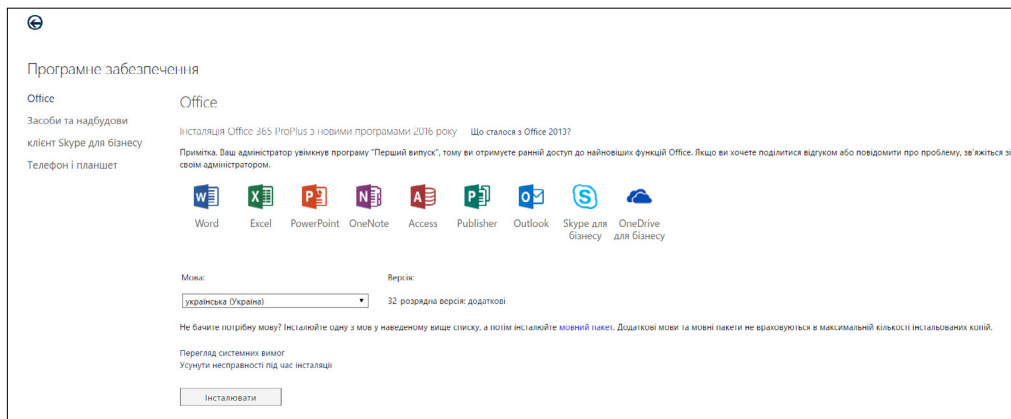 Програмне забезпечення
Office
Засоби та надбудови
клієнт Skype для бізнесу
Телефон і планшет
Office
Інсталяція Office 365 ProPlus з новими програмами 2016 року Що сталося з Office 2013?
Примітка. Ваш адміністратор увімкнув програму "Перший випуск", тому ви отримуєте ранній доступ до найновіших функцій Office. Якщо ви хочете поділитися відгуком або повідомити про проблему, зв'яжіться зі
своїм адміністратором.
Word Excel PowerPoint OneNote Access Publisher Outlook Skype для бізнесу OneDrive для бізнесу
Мова: Версія:
українська (Україна) 32-розрядна версія: додаткові
Не бачите потрібну мову? Інсталюйте одну з мов у наведеному вище списку, а потім інсталюйте мовний пакет. Додаткові мови та мовні пакети не враховуються в максимальній кількості інстальованих копій.
Перегляд системних вимог
Усунути несправності під час інсталяції
Інсталювати